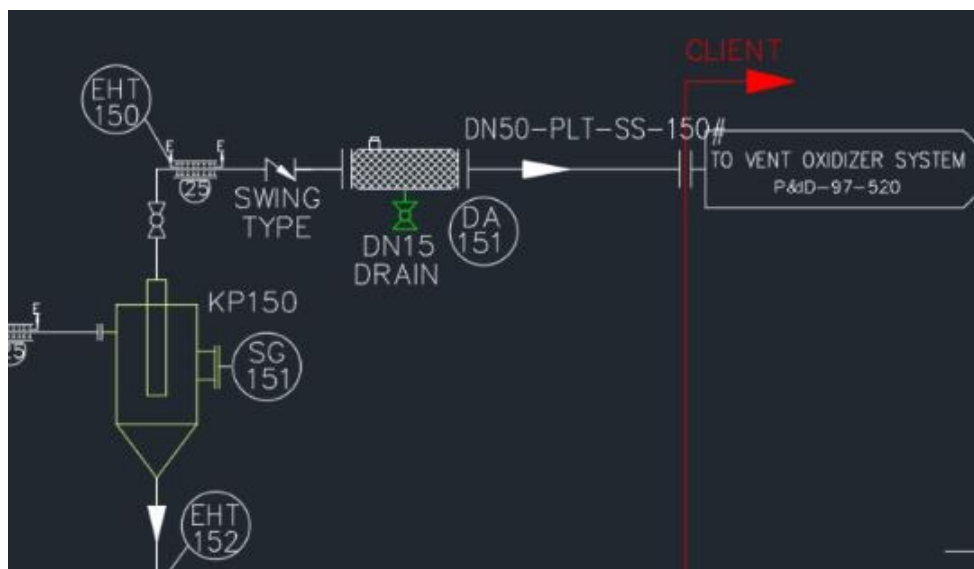 CLIENT
EHT
150
DN50-PLT-SS-150#
E E
25
TO VENT OXIDIZER SYSTEM
P&ID-97-520
SWING
TYPE
DN15
DRAIN
DA
151
KP150
E
25
SG
151
EHT
152